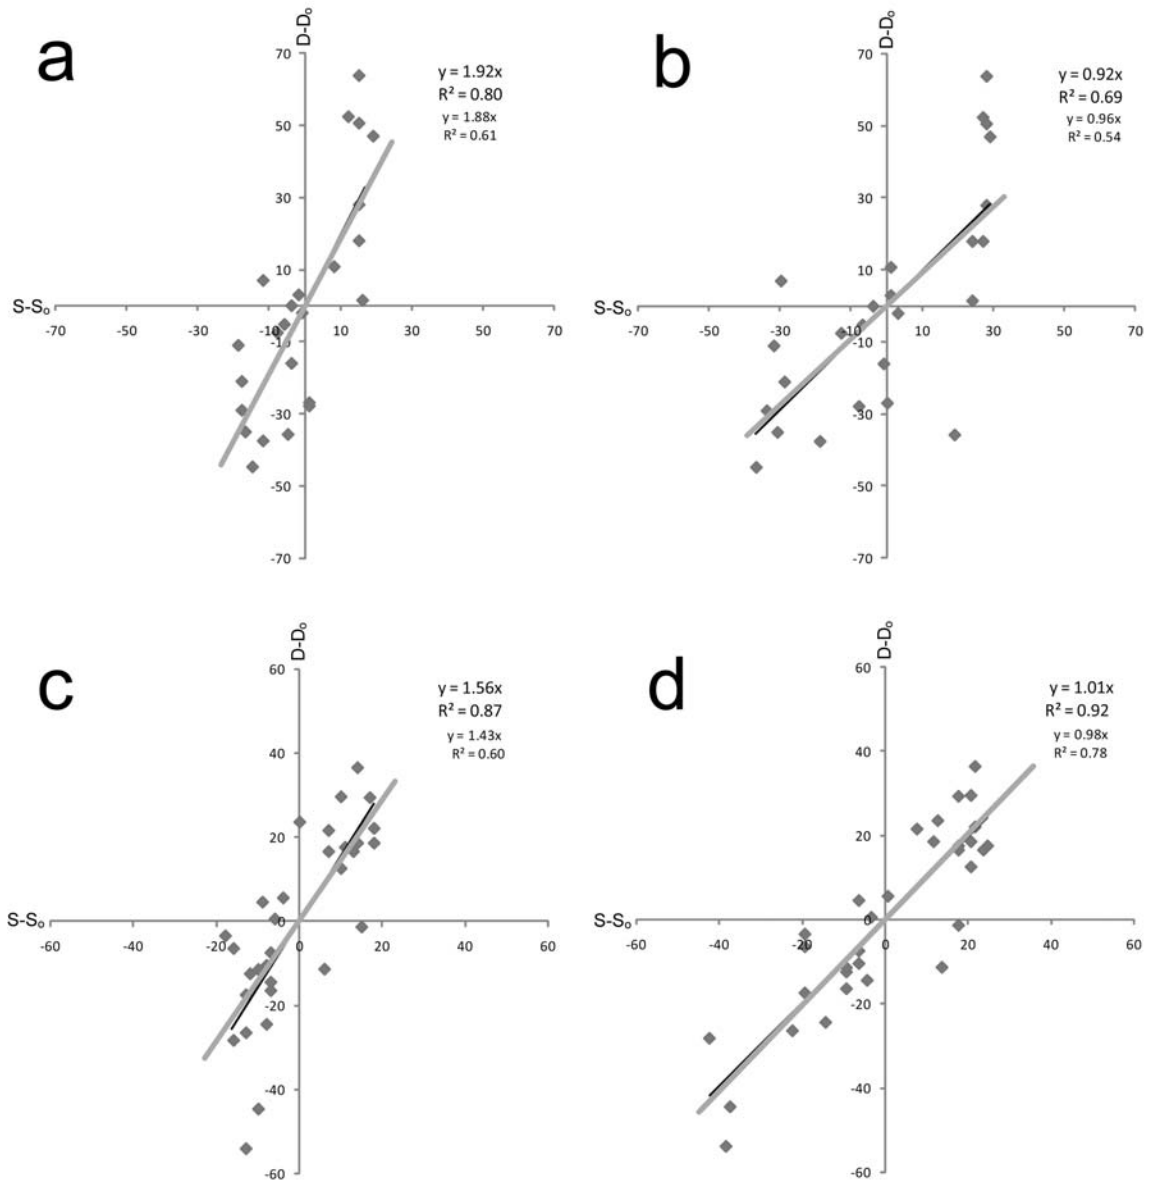 a
D-Do
70
50
30
10
-10
-30
-50
-70
S-So
-70
-50
-30
-10
10
30
50
70
y = 1.92x
R² = 0.80
y = 1.88x
R² = 0.61
b
D-Do
70
50
30
10
-10
-30
-50
-70
S-So
-70
-50
-30
-10
10
30
50
70
y = 0.92x
R² = 0.69
y = 0.96x
R² = 0.54
c
D-Do
60
40
20
0
-20
-40
-60
S-So
-60
-40
-20
0
20
40
60
y = 1.56x
R² = 0.87
y = 1.43x
R² = 0.60
d
D-Do
60
40
20
0
-20
-40
-60
S-So
-60
-40
-20
0
20
40
60
y = 1.01x
R² = 0.92
y = 0.98x
R² = 0.78